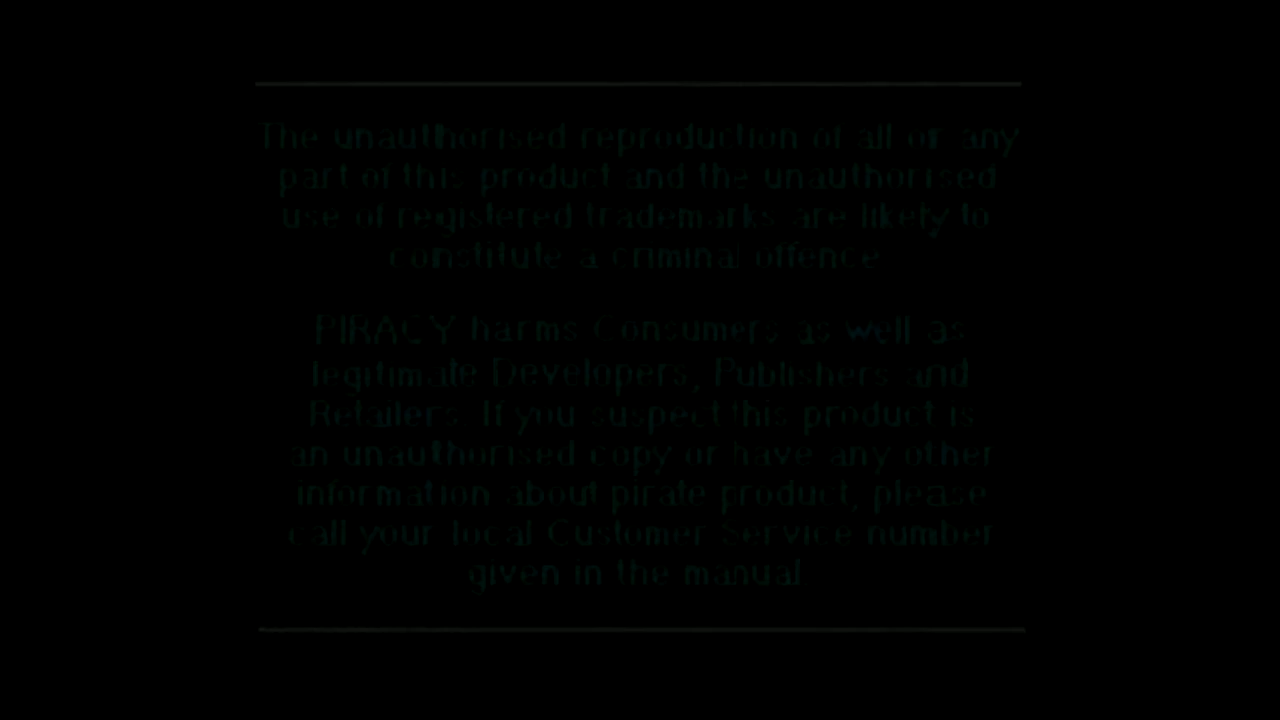 The unauthorised reproduction of all or any
part of this product and the unauthorised
use of registered trademarks are likely to
constitute a criminal offence
PIRACY harms Consumers as well as
legitimate Developers, Publishers and
Retailers. If you suspect this product is
an unauthorised copy or have any other
information about pirate product, please
call your local Customer Service number
given in the manual